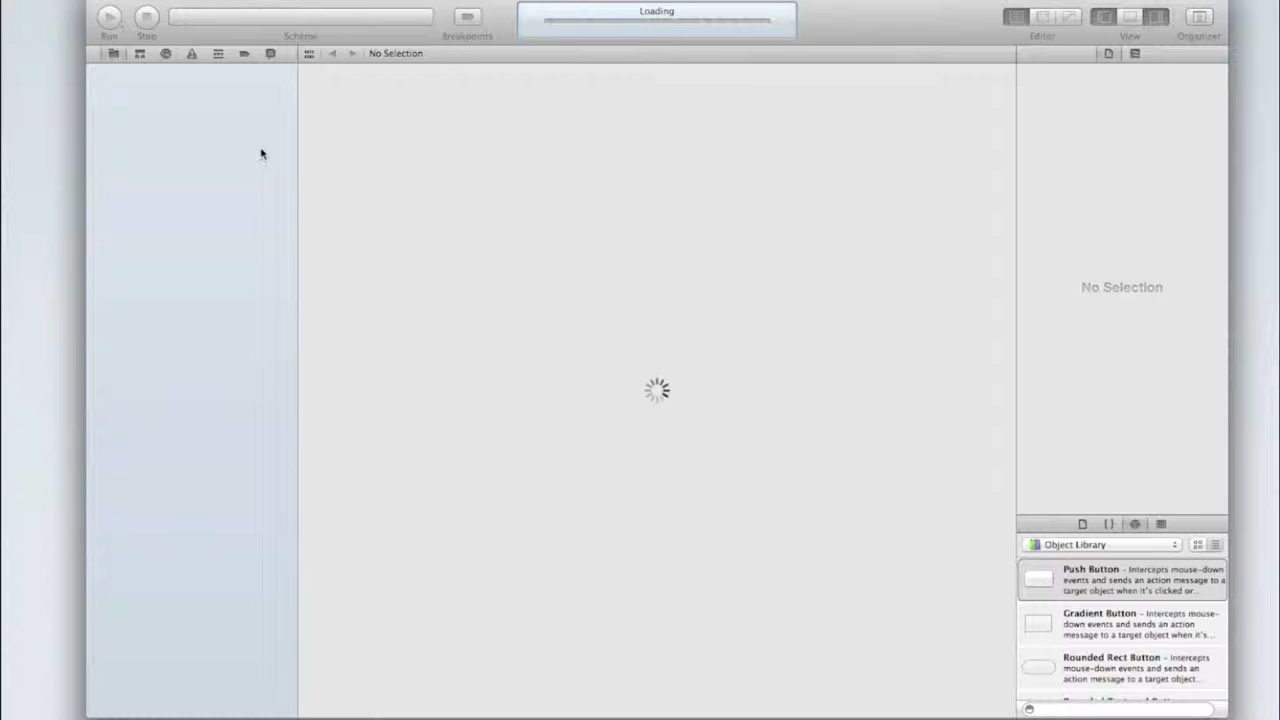 Loading
Run
Stop
Scheme
Breakpoints
Editor
View
Organizer
No Selection
No Selection
{}
Object Library
Push Button – Intercepts mouse-down
events and sends an action message to a
target object when it's clicked or...
Gradient Button – Intercepts mouse-
down events and sends an action
message to a target object when it's...
Rounded Rect Button – Intercepts
mouse-down events and sends an
action message to a target object...